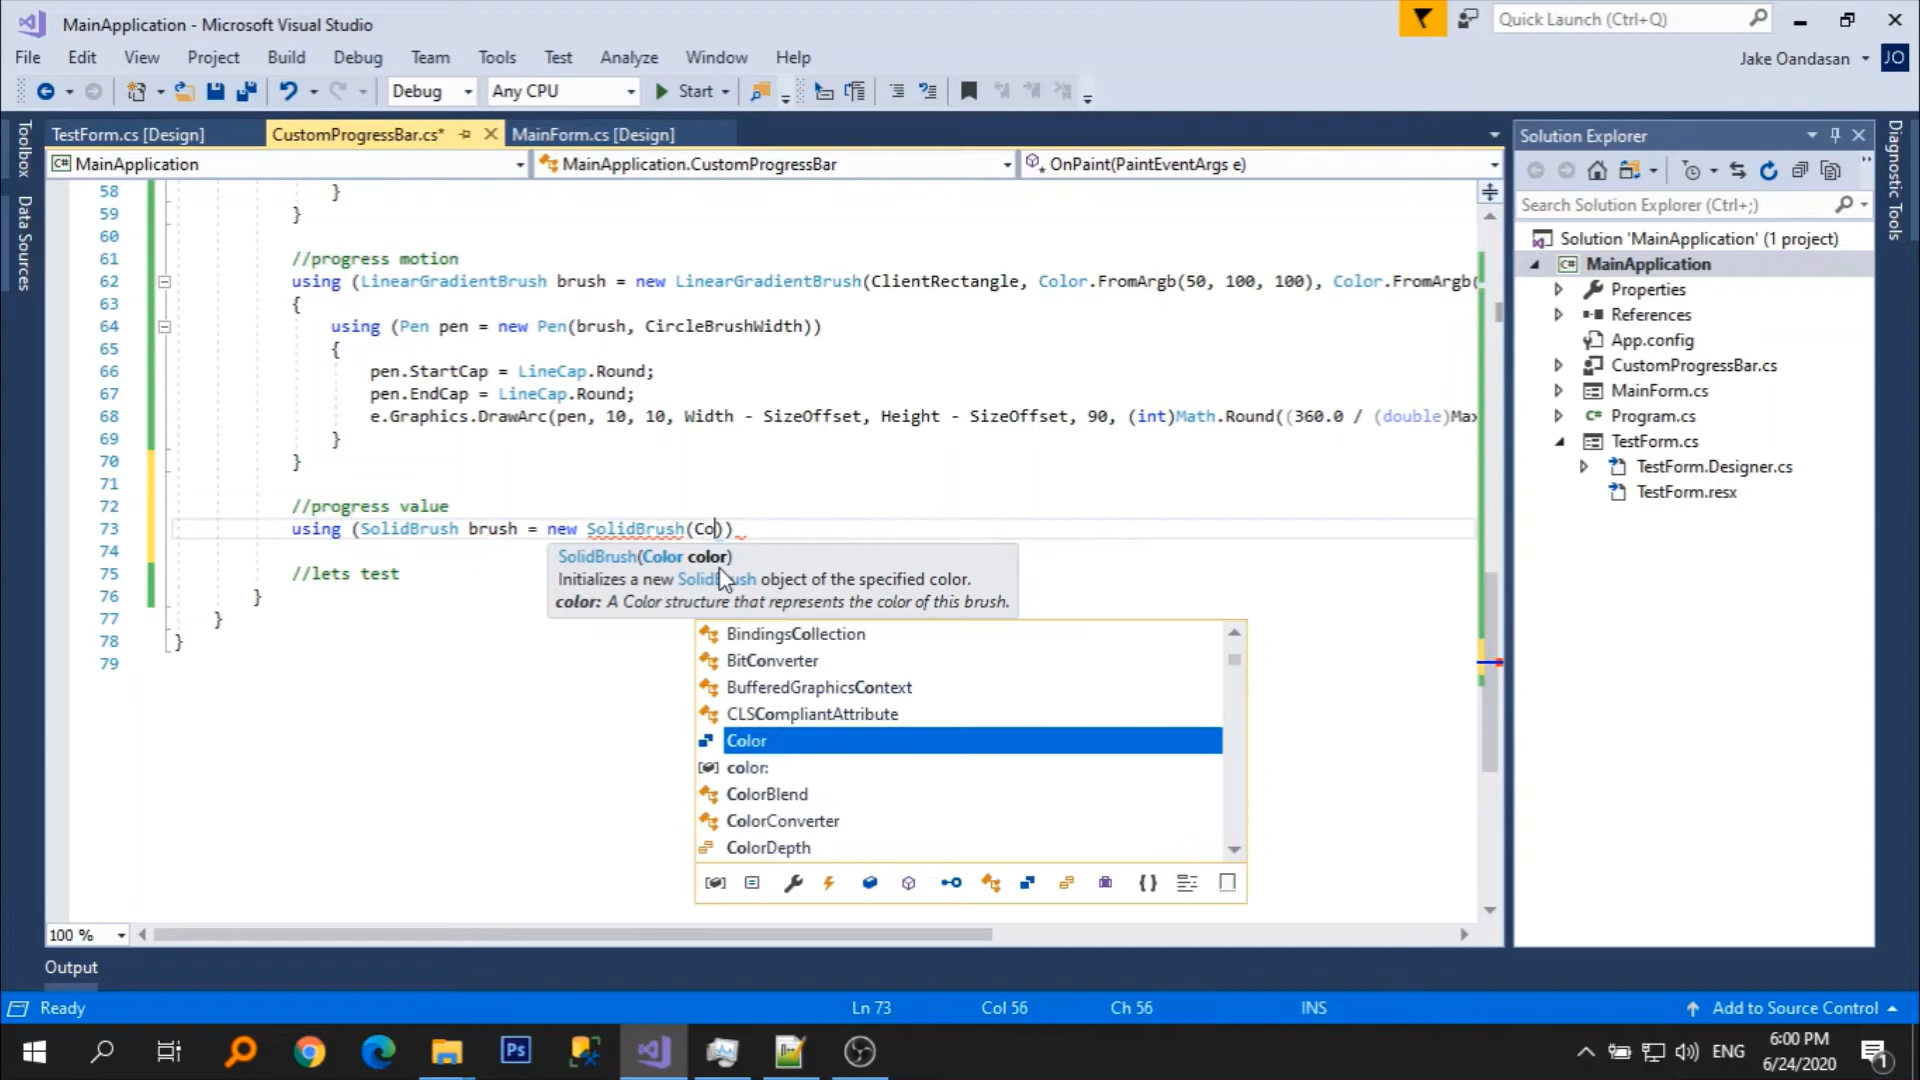 MainApplication - Microsoft Visual Studio
Quick Launch (Ctrl+Q)
File Edit View Project Build Debug Team Tools Test Analyze Window Help
Jake Oandasan JO
Debug Any CPU Start
Toolbox
Data Sources
TestForm.cs [Design] CustomProgressBar.cs* MainForm.cs [Design]
C# MainApplication MainApplication.CustomProgressBar OnPaint(PaintEventArgs e)
58 }
59 }
60
61 //progress motion
62 using (LinearGradientBrush brush = new LinearGradientBrush(ClientRectangle, Color.FromArgb(50, 100, 100), Color.FromArgb(
63 {
64 using (Pen pen = new Pen(brush, CircleBrushWidth))
65 {
66 pen.StartCap = LineCap.Round;
67 pen.EndCap = LineCap.Round;
68 e.Graphics.DrawArc(pen, 10, 10, Width - SizeOffset, Height - SizeOffset, 90, (int)Math.Round((360.0 / (double)Max
69 }
70 }
71
72 //progress value
73 using (SolidBrush brush = new SolidBrush(Co))
74
75 //lets test
76 }
77 }
78 }
79
SolidBrush(Color color)
Initializes a new SolidBrush object of the specified color.
color: A Color structure that represents the color of this brush.
BindingsCollection
BitConverter
BufferedGraphicsContext
CLSCompliantAttribute
Color
color:
ColorBlend
ColorConverter
ColorDepth
100 %
Solution Explorer
Search Solution Explorer (Ctrl+;)
Solution 'MainApplication' (1 project)
C# MainApplication
Properties
References
App.config
CustomProgressBar.cs
MainForm.cs
C# Program.cs
TestForm.cs
TestForm.Designer.cs
TestForm.resx
Diagnostic Tools
Output
Ready Ln 73 Col 56 Ch 56 INS Add to Source Control
Ps
ENG
6:00 PM
6/24/2020
1